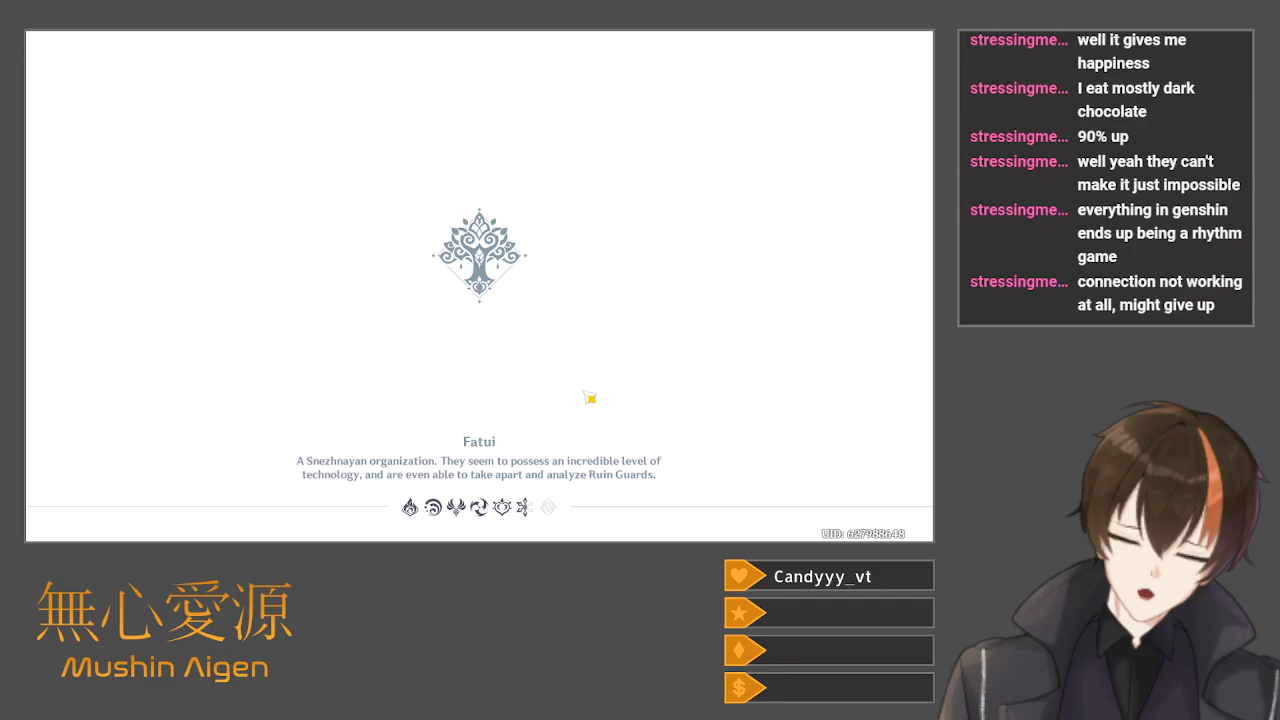 stressingme... well it gives me
happiness
stressingme... I eat mostly dark
chocolate
stressingme... 90% up
stressingme... well yeah they can't
make it just impossible
stressingme... everything in genshin
ends up being a rhythm
game
stressingme... connection not working
at all, might give up
Fatui
A Snezhnayan organization. They seem to possess an incredible level of
technology, and are even able to take apart and analyze Ruin Guards.
UID: 627988648
Candyyy_vt
無心愛源
Mushin Aigen
$